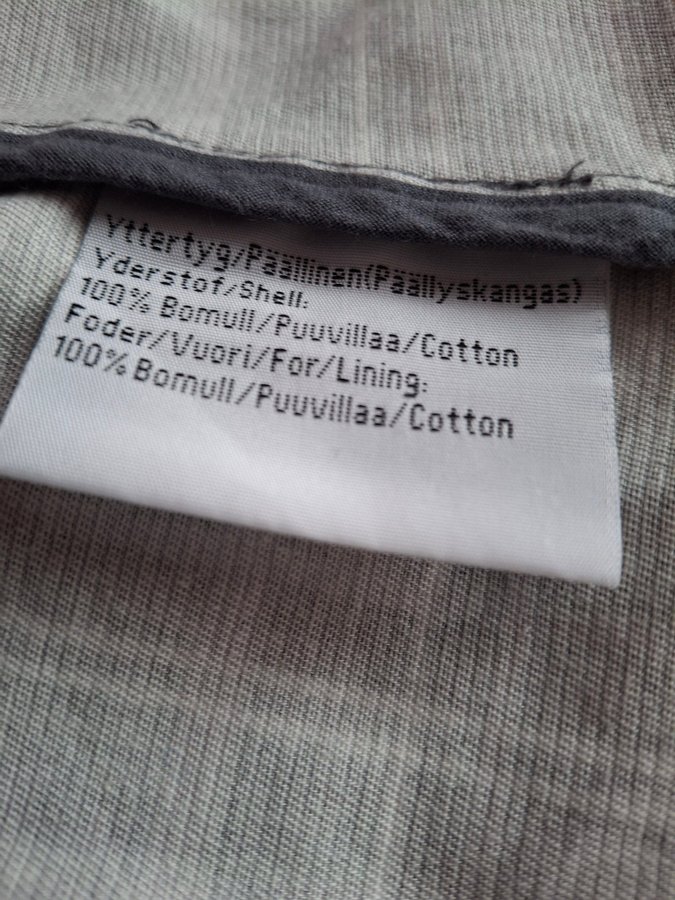 Yttertyg/Päällinen(Päällyskangas)
Yderstof/Shell:
100% Bomull/Puuvillaa/Cotton
Foder/Vuori/For/Lining:
100% Bomull/Puuvillaa/Cotton